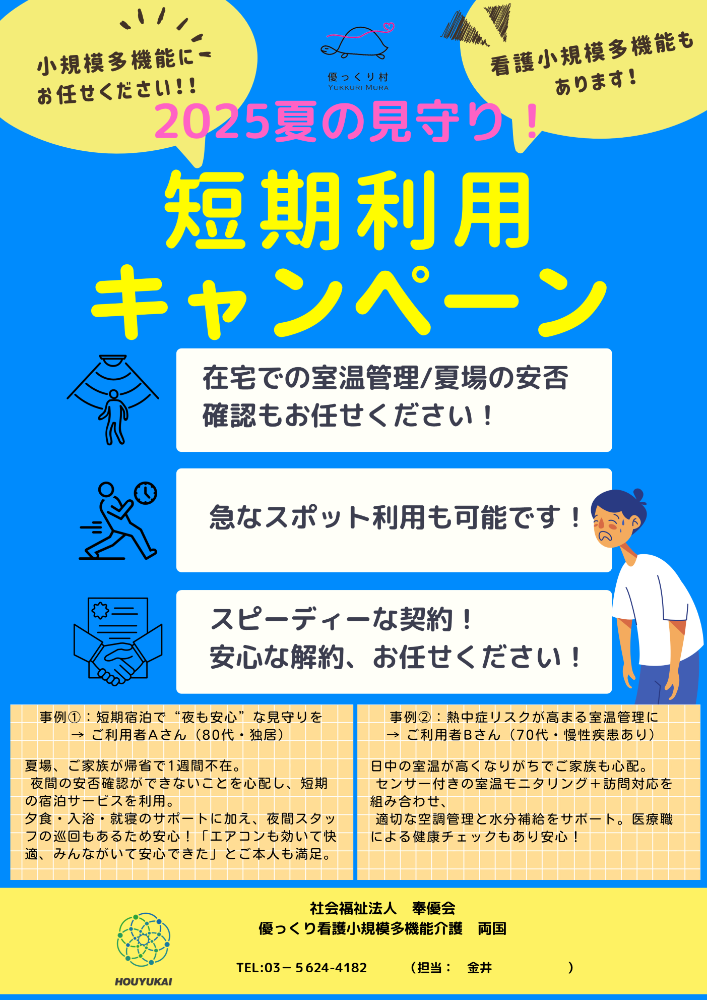 小規模多機能に
お任せください!!
優っくり村
YUKKURI MURA
看護小規模多機能も
あります!
2025夏の見守り！
短期利用
キャンペーン
在宅での室温管理/夏場の安否
確認もお任せください！
急なスポット利用も可能です！
スピーディーな契約！
安心な解約、お任せください！
事例①：短期宿泊で“夜も安心”な見守りを
→ ご利用者Aさん（80代・独居）
夏場、ご家族が帰省で1週間不在。
夜間の安否確認ができないことを心配し、短期
の宿泊サービスを利用。
夕食・入浴・就寝のサポートに加え、夜間スタッ
フの巡回もあるため安心！「エアコンも効いて快
適、みんながいて安心できた」とご本人も満足。
事例②：熱中症リスクが高まる室温管理に
→ ご利用者Bさん（70代・慢性疾患あり）
日中の室温が高くなりがちでご家族も心配。
センサー付きの室温モニタリング＋訪問対応を
組み合わせ、
適切な空調管理と水分補給をサポート。医療職
による健康チェックもあり安心！
社会福祉法人　奉優会
優っくり看護小規模多機能介護　両国
TEL:03－５624-4182　　　（担当：　金井　　　　　　）
HOUYUKAI